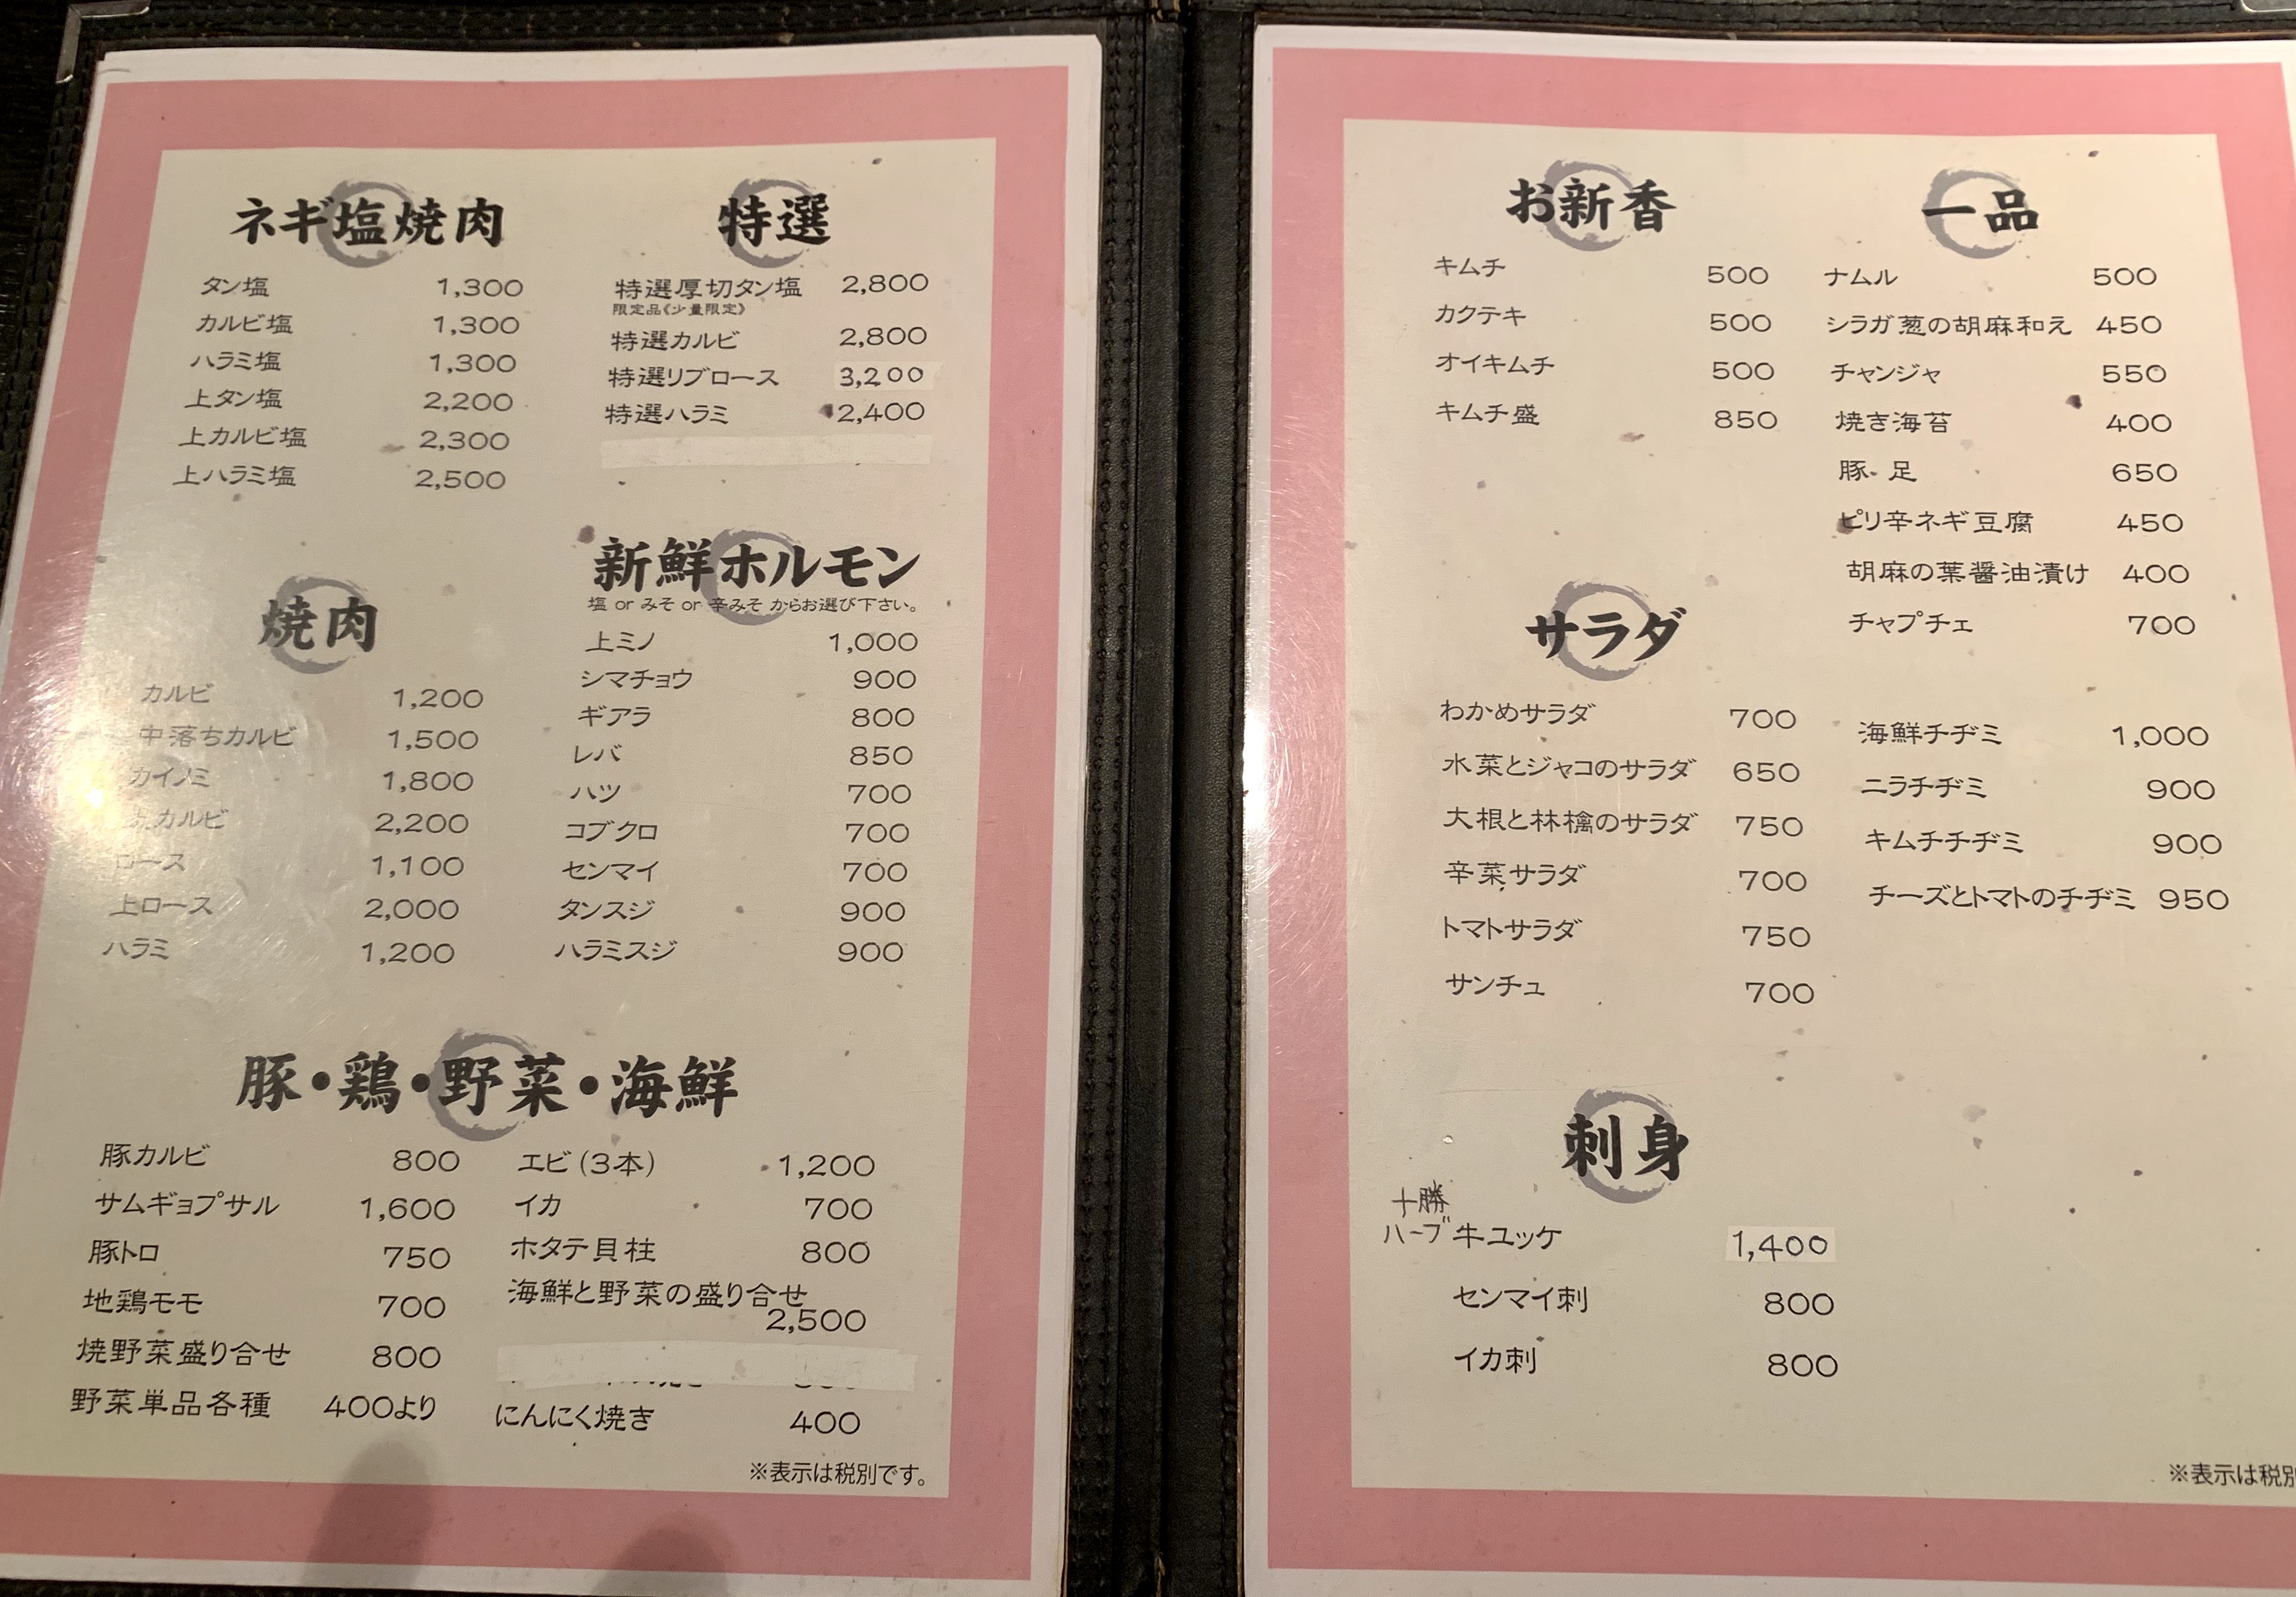 ネギ塩焼肉
タン塩 1,300
カルビ塩 1,300
ハラミ塩 1,300
上タン塩 2,200
上カルビ塩 2,300
上ハラミ塩 2,500
特選
特選厚切タン塩 2,800
限定品《少量限定》
特選カルビ 2,800
特選リブロース 3,200
特選ハラミ 2,400
焼肉
カルビ 1,200
中落ちカルビ 1,500
カイノミ 1,800
カルビ 2,200
ロース 1,100
上ロース 2,000
ハラミ 1,200
新鮮ホルモン
塩 or みそ or 辛みそ からお選び下さい。
上ミノ 1,000
シマチョウ 900
ギアラ 800
レバ 850
ハツ 700
コブクロ 700
センマイ 700
タンスジ 900
ハラミスジ 900
豚・鶏・野菜・海鮮
豚カルビ 800
サムギョプサル 1,600
豚トロ 750
地鶏モモ 700
焼野菜盛り合せ 800
野菜単品各種 400より
エビ(3本) 1,200
イカ 700
ホタテ貝柱 800
海鮮と野菜の盛り合せ
2,500
にんにく焼き 400
※表示は税別です。
お新香
キムチ 500
カクテキ 500
オイキムチ 500
キムチ盛 850
一品
ナムル 500
シラガ葱の胡麻和え 450
チャンジャ 550
焼き海苔 400
豚足 650
ピリ辛ネギ豆腐 450
胡麻の葉醤油漬け 400
チャプチェ 700
海鮮チヂミ 1,000
ニラチヂミ 900
キムチチヂミ 900
チーズとトマトのチヂミ 950
サラダ
わかめサラダ 700
水菜とジャコのサラダ 650
大根と林檎のサラダ 750
辛菜サラダ 700
トマトサラダ 750
サンチュ 700
刺身
十勝
ハーブ牛ユッケ 1,400
センマイ刺 800
イカ刺 800
※表示は税別